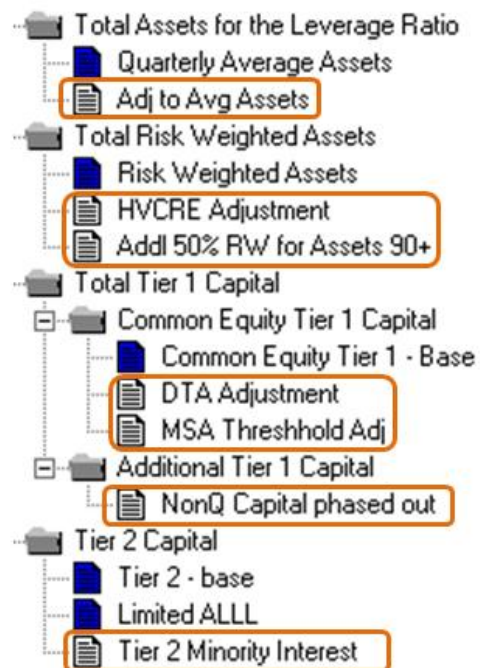 Total Assets for the Leverage Ratio
Quarterly Average Assets
Adj to Avg Assets
Total Risk Weighted Assets
Risk Weighted Assets
HVCRE Adjustment
Addl 50% RW for Assets 90+
Total Tier 1 Capital
Common Equity Tier 1 Capital
Common Equity Tier 1 - Base
DTA Adjustment
MSA Threshhold Adj
Additional Tier 1 Capital
NonQ Capital phased out
Tier 2 Capital
Tier 2 - base
Limited ALLL
Tier 2 Minority Interest